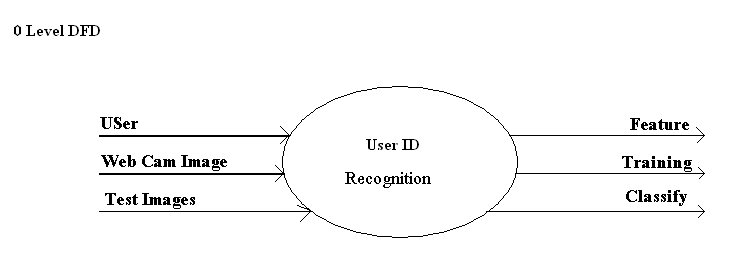 0 Level DFD
USer
Web Cam Image
Test Images
User ID
Recognition
Feature
Training
Classify